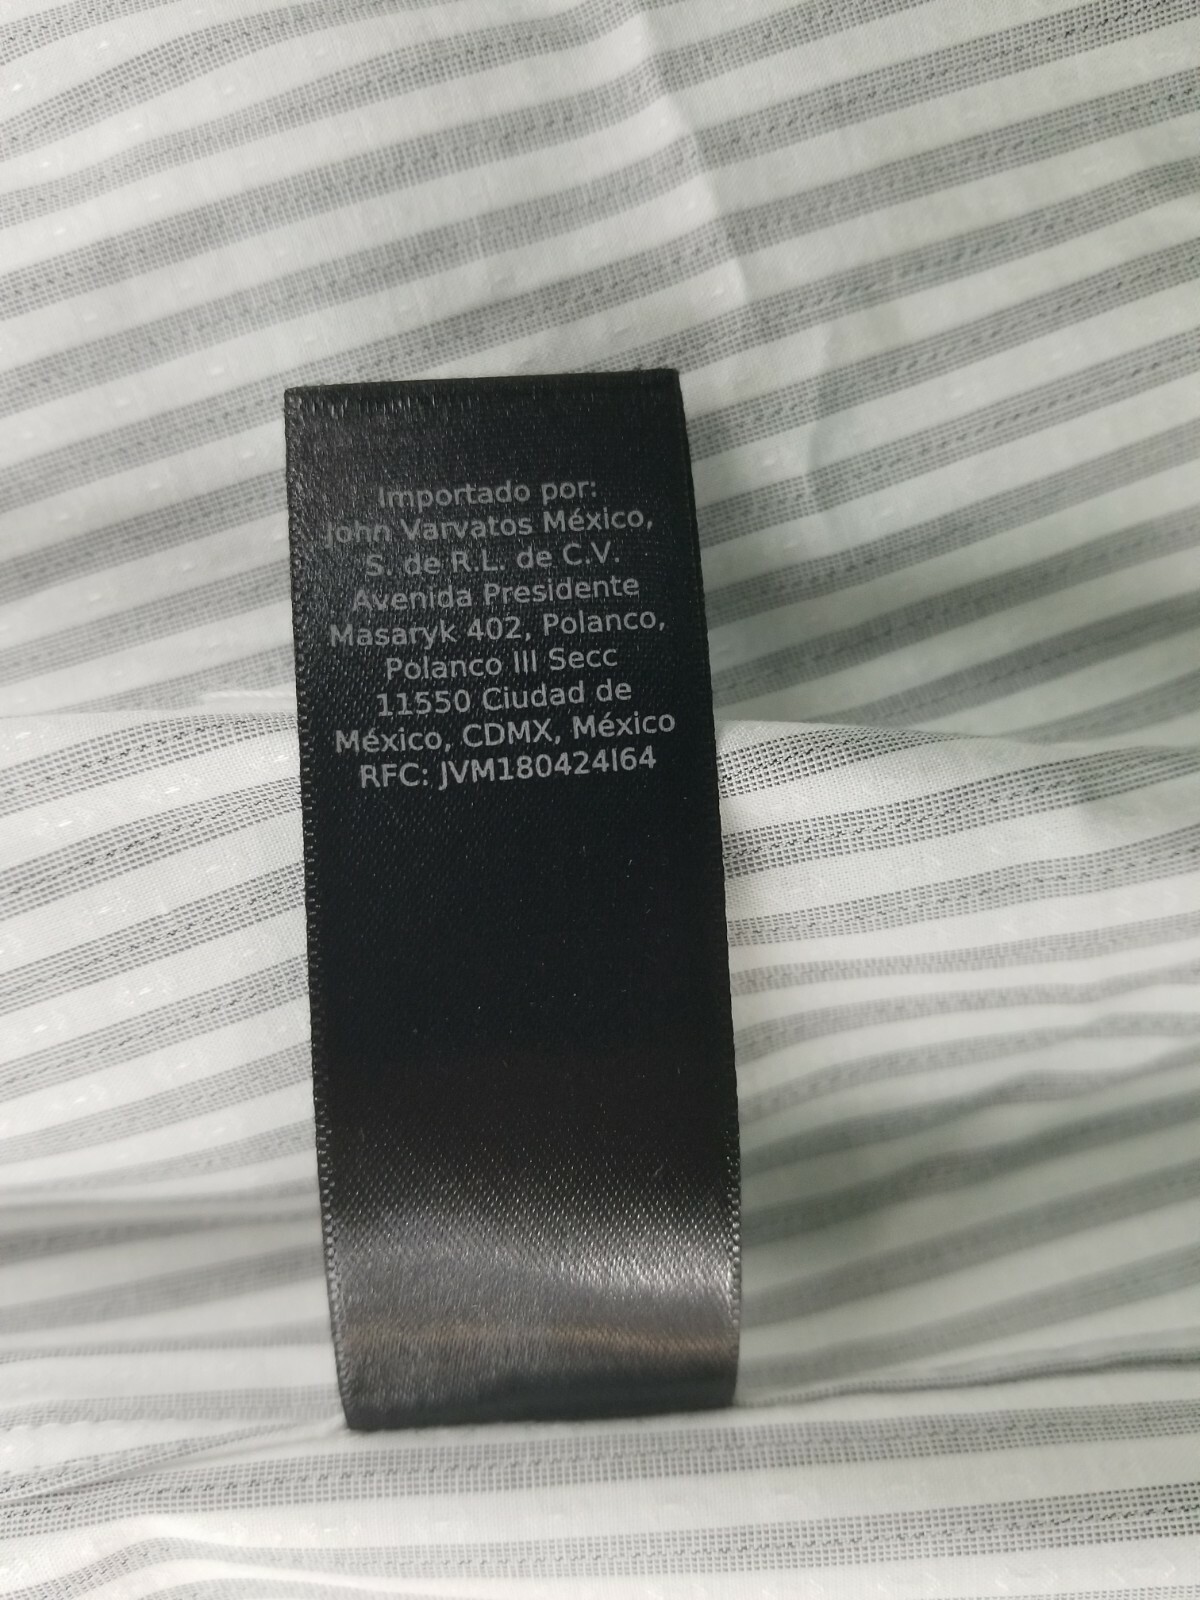 Importado por:
John Varvatos México,
S. de R.L. de C.V.
Avenida Presidente
Masaryk 402, Polanco,
Polanco III Secc
11550 Ciudad de
México, CDMX, México
RFC: JVM180424I64